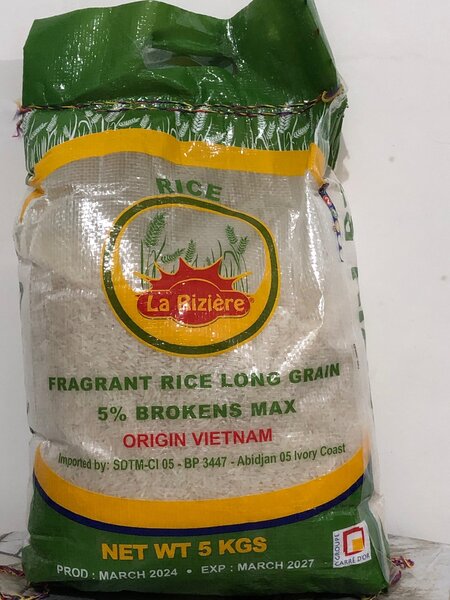 RICE
La Rizière
FRAGRANT RICE LONG GRAIN
5% BROKENS MAX
ORIGIN VIETNAM
Imported by: SDTM-CI 05 - BP 3447 - Abidjan 05 Ivory Coast
NET WT 5 KGS
PROD : MARCH 2024 • EXP : MARCH 2027
GROUPE
CARRÉ D'OR